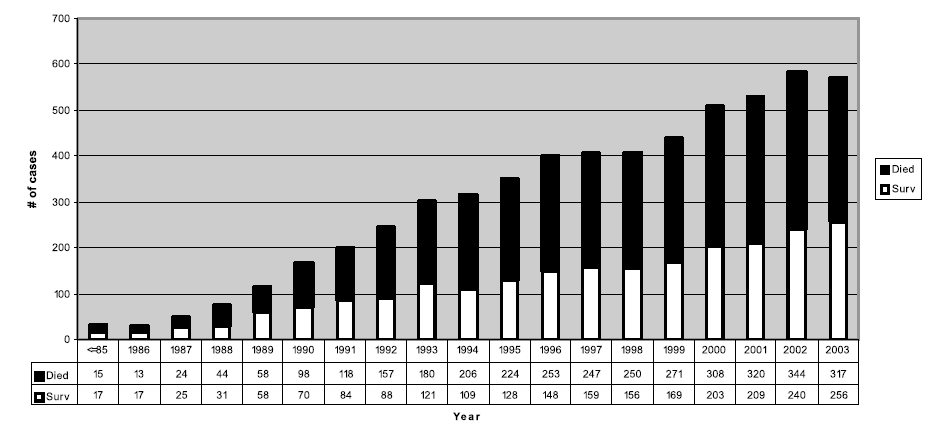 700
600
500
400
300
200
100
0
# of cases
Died
Surv
<=85 1986 1987 1988 1989 1990 1991 1992 1993 1994 1995 1996 1997 1998 1999 2000 2001 2002 2003
Died 15 13 24 44 58 98 118 157 180 206 224 253 247 250 271 308 320 344 317
Surv 17 17 25 31 58 70 84 88 121 109 128 148 159 156 169 203 209 240 256
Year